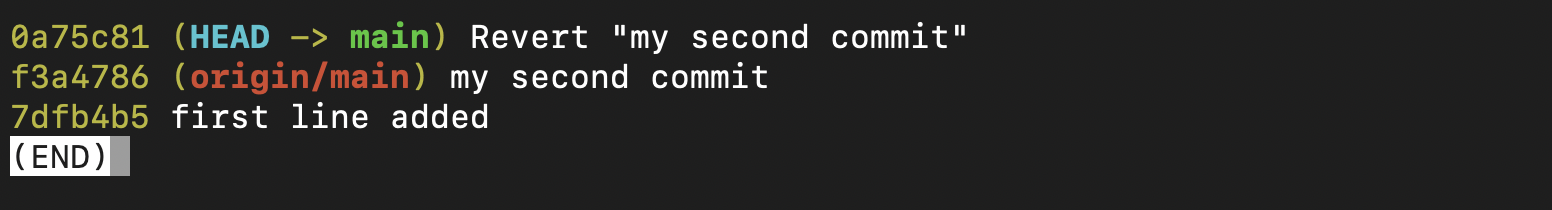 0a75c81 (HEAD -> main) Revert "my second commit"
f3a4786 (origin/main) my second commit
7dfb4b5 first line added
(END)